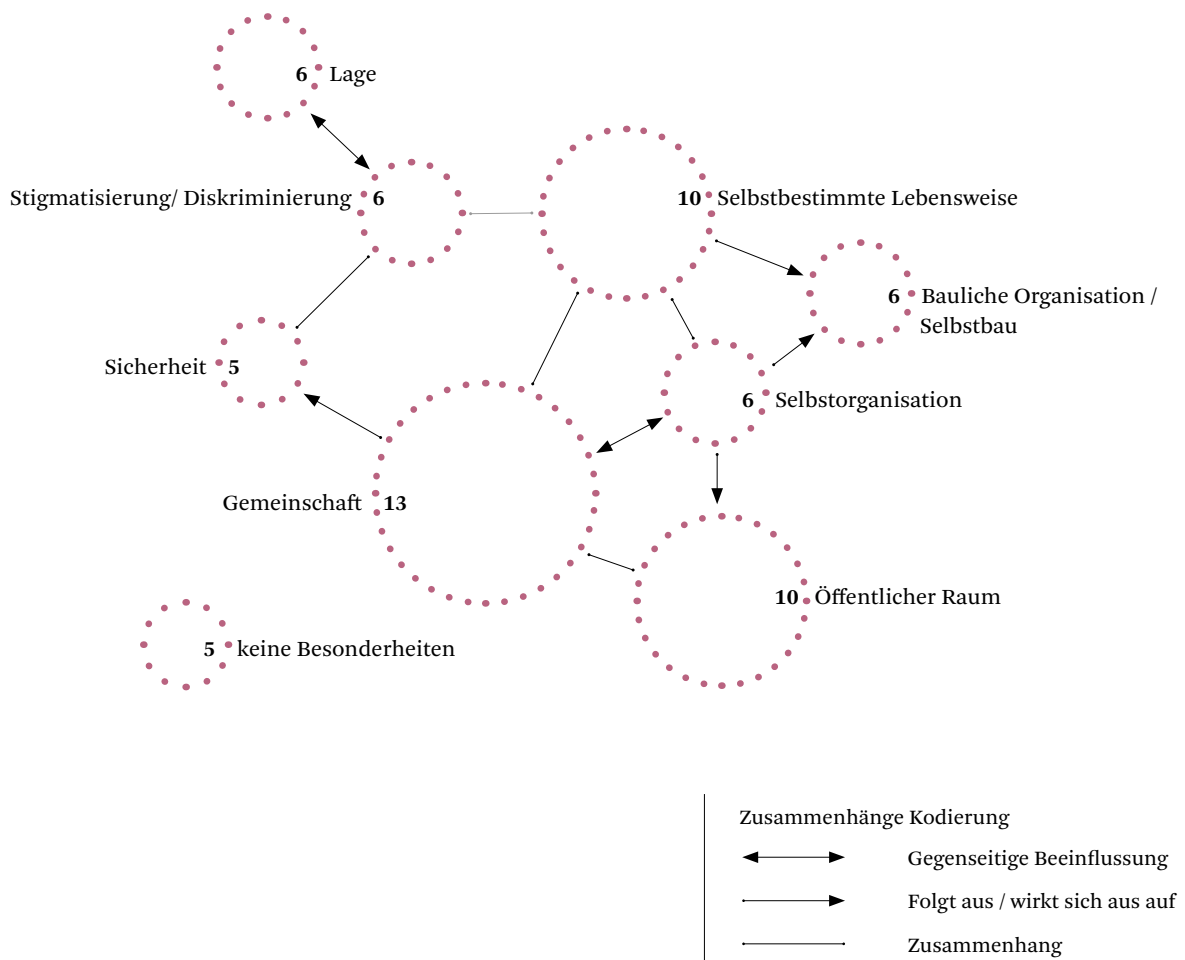 6 Lage
Stigmatisierung/ Diskriminierung 6
10 Selbstbestimmte Lebensweise
6 Bauliche Organisation /
Selbstbau
Sicherheit 5
6 Selbstorganisation
Gemeinschaft 13
10 Öffentlicher Raum
5 keine Besonderheiten
Zusammenhänge Kodierung
Gegenseitige Beeinflussung
Folgt aus / wirkt sich aus auf
Zusammenhang